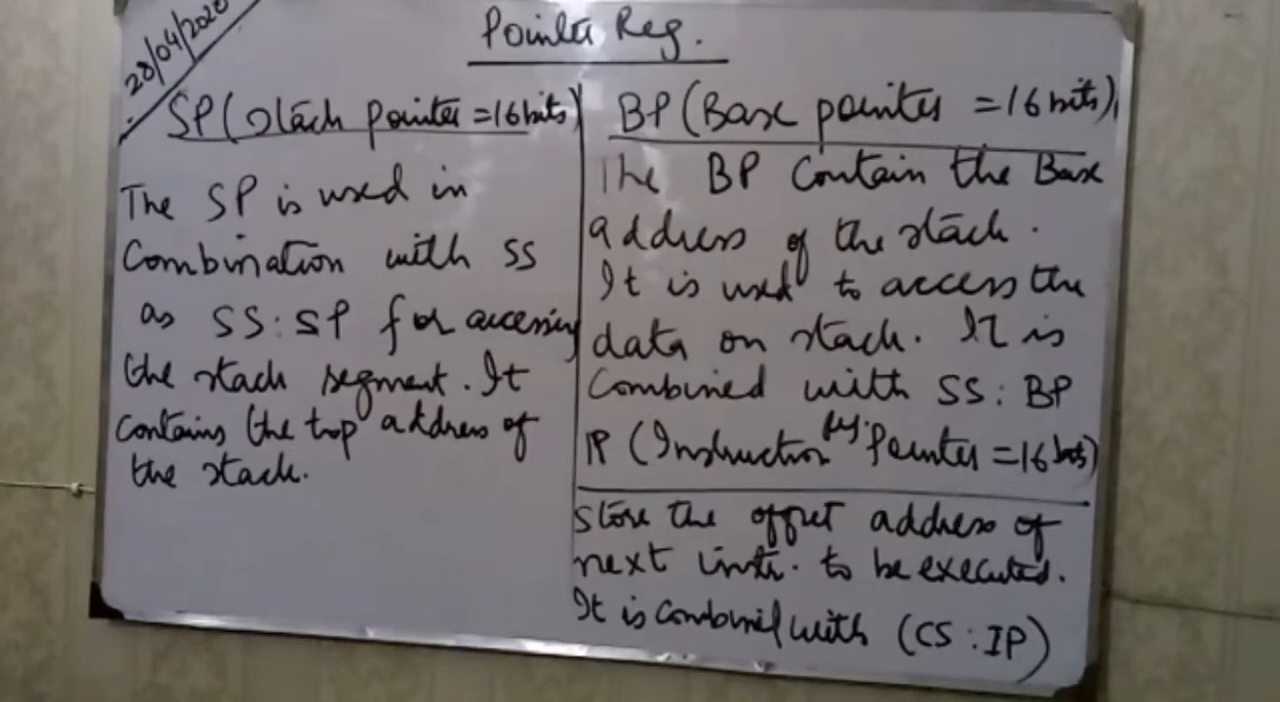 28/04/2020
Pointer Reg.
SP (Stack pointer = 16 bits)
The SP is used in
Combination with SS
as SS:SP for accessing
the stack segment. It
contains the top address of
the stack.
BP (Base pointer = 16 bits)
The BP Contain the Base
address of the stack.
It is used to access the
data on stack. It is
Combined with SS:BP
IP (Instruction Pointer = 16 bits)
Store the offset address of
next instr. to be executed.
It is combined with (CS:IP)